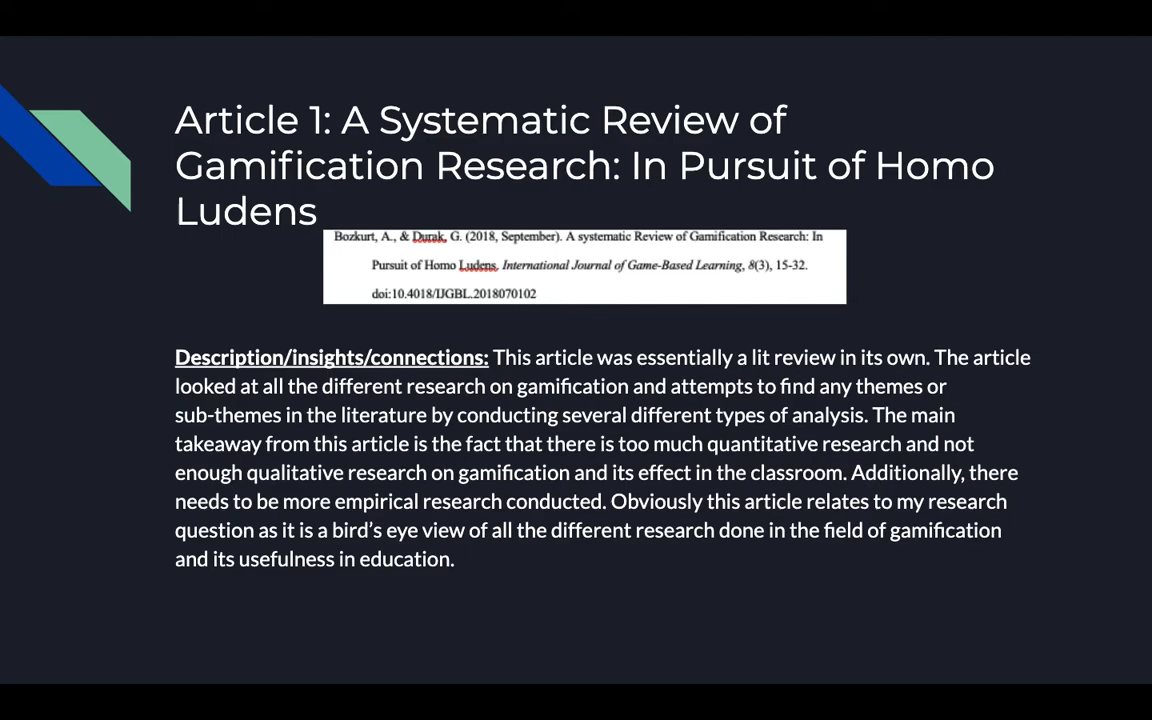 Article 1: A Systematic Review of
Gamification Research: In Pursuit of Homo
Ludens
Bozkurt, A., & Durak, G. (2018, September). A systematic Review of Gamification Research: In
Pursuit of Homo Ludens. International Journal of Game-Based Learning, 8(3), 15-32.
doi:10.4018/IJGBL.2018070102
Description/insights/connections: This article was essentially a lit review in its own. The article
looked at all the different research on gamification and attempts to find any themes or
sub-themes in the literature by conducting several different types of analysis. The main
takeaway from this article is the fact that there is too much quantitative research and not
enough qualitative research on gamification and its effect in the classroom. Additionally, there
needs to be more empirical research conducted. Obviously this article relates to my research
question as it is a bird’s eye view of all the different research done in the field of gamification
and its usefulness in education.